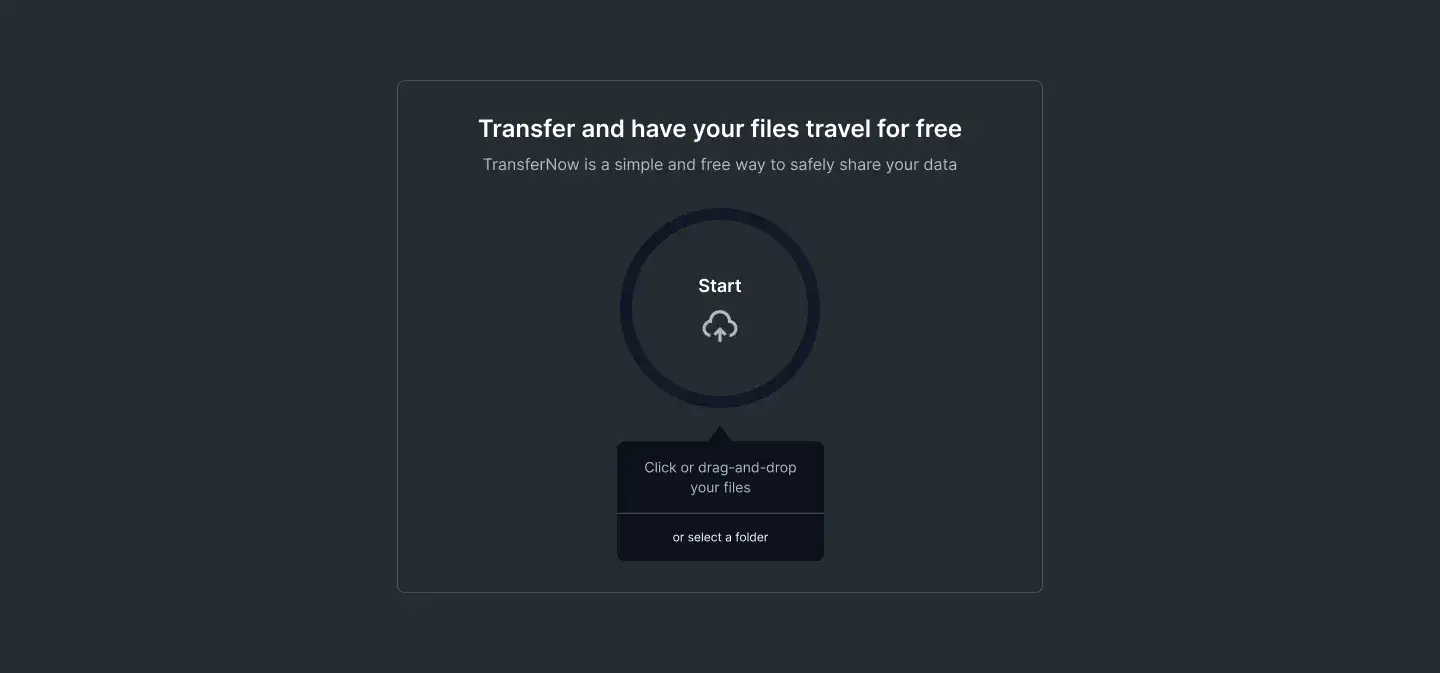 Transfer and have your files travel for free
TransferNow is a simple and free way to safely share your data
Start
Click or drag-and-drop
your files
or select a folder